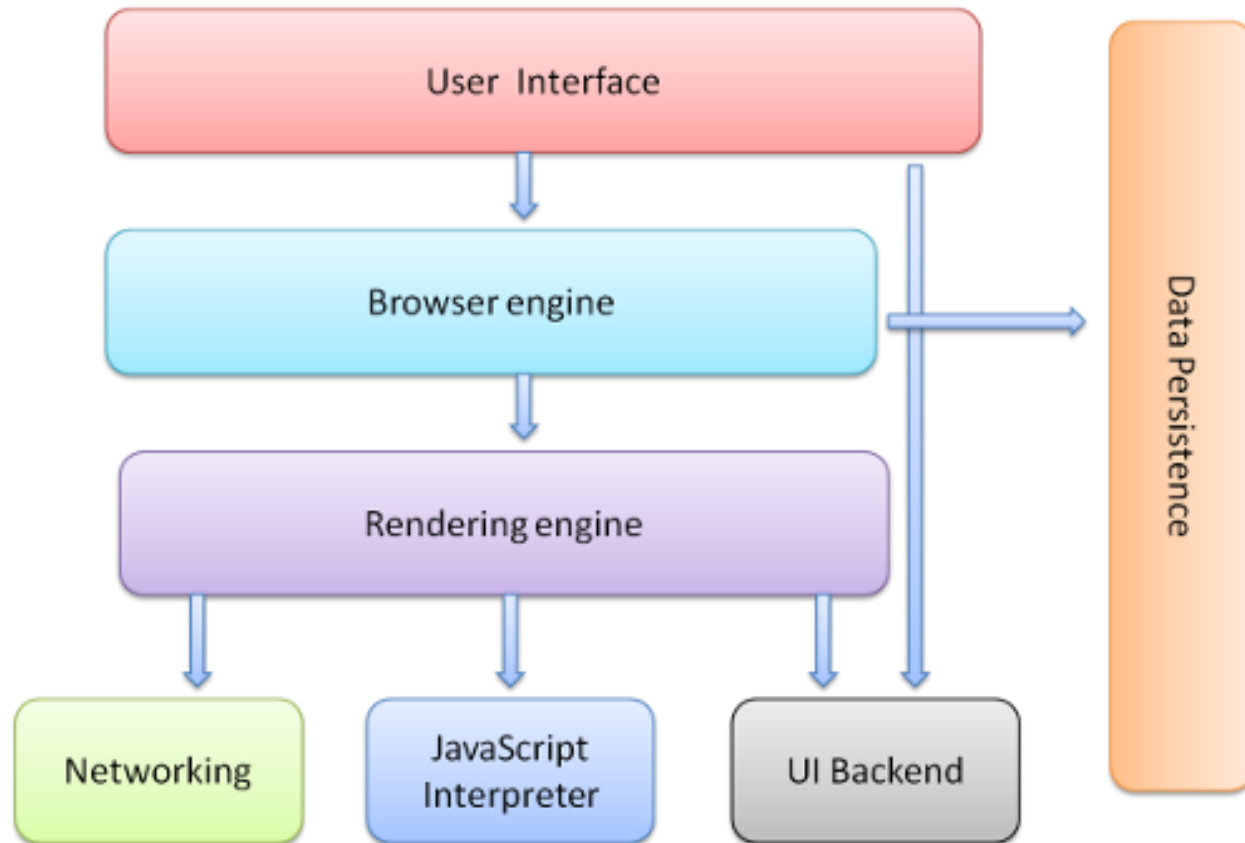 User Interface
Browser engine
Data Persistence
Rendering engine
Networking
JavaScript
Interpreter
UI Backend